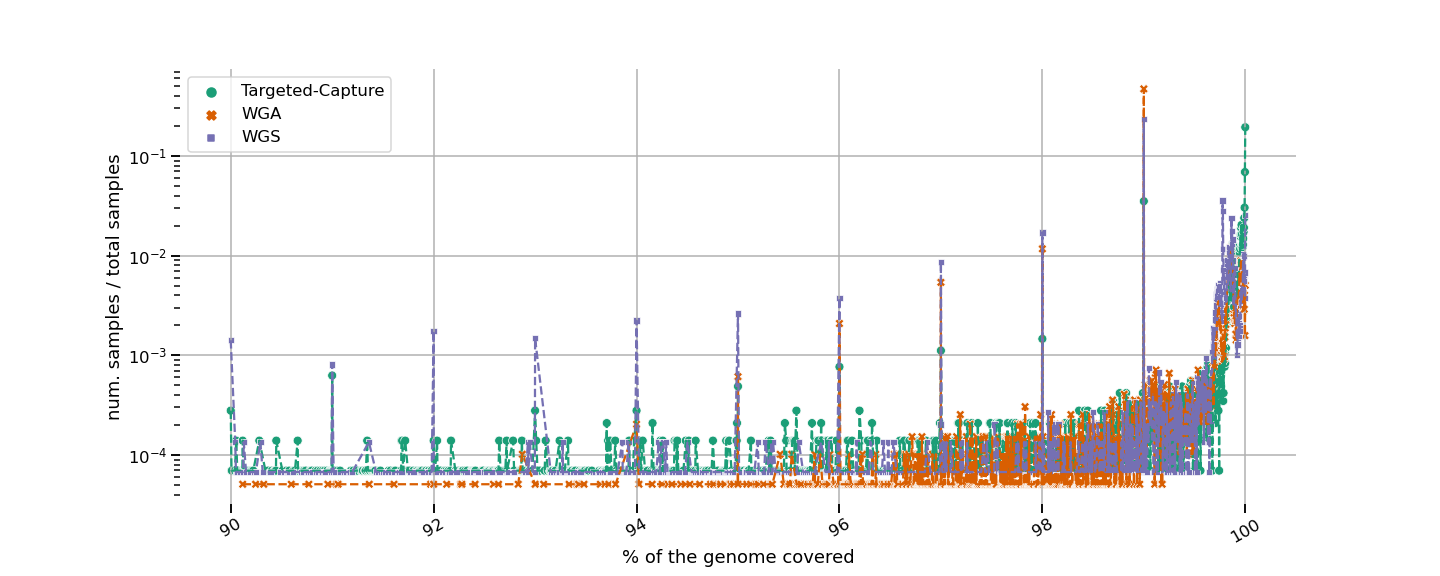 Targeted-Capture
WGA
WGS
10⁻¹
10⁻²
10⁻³
10⁻⁴
num. samples / total samples
90
92
94
96
98
100
% of the genome covered